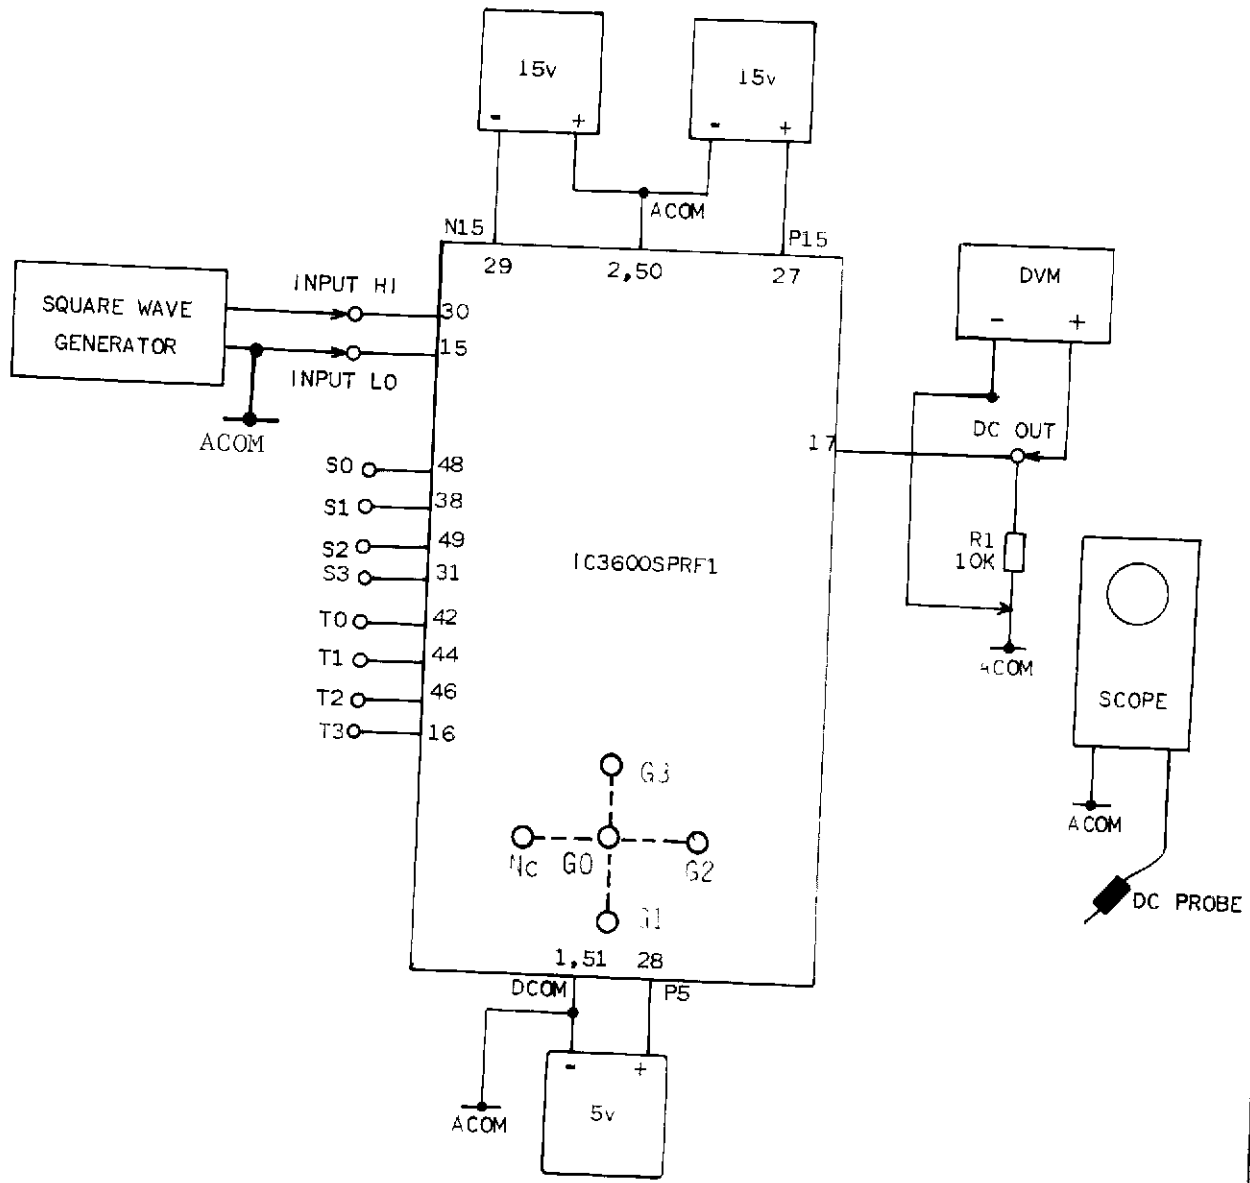 15v
15v
- +
- +
ACOM
N15
P15
29
2,50
27
SQUARE WAVE
GENERATOR
INPUT HI
30
15
INPUT LO
ACOM
DVM
- +
DC OUT
17
S0 48
S1 38
S2 49
S3 31
T0 42
T1 44
T2 46
T3 16
IC3600SPRF1
R1
10K
ACOM
SCOPE
ACOM
DC PROBE
G3
Nc
G0
G2
G1
1,51
28
DCOM
P5
- +
5v
ACOM